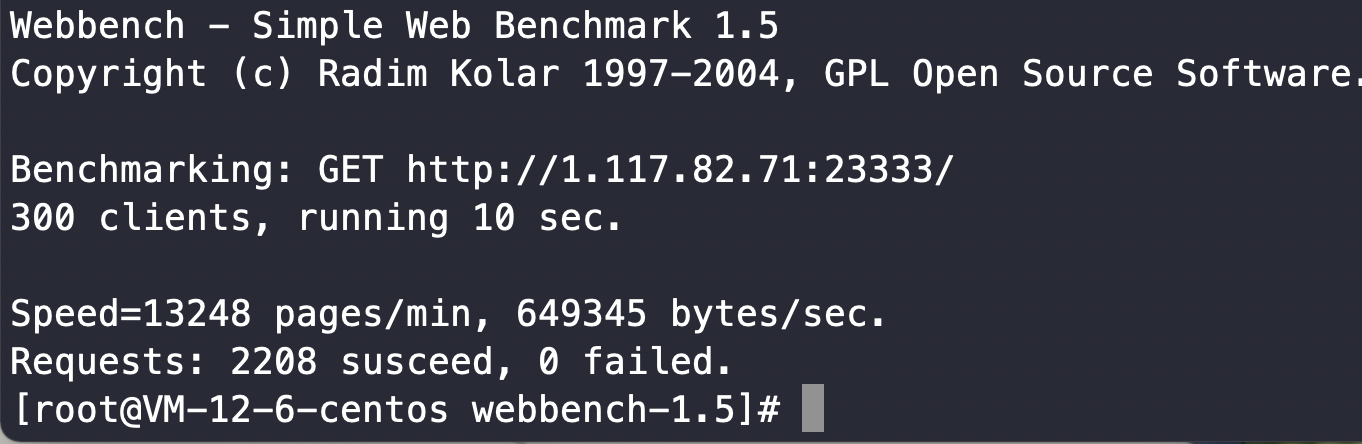 Webbench - Simple Web Benchmark 1.5
Copyright (c) Radim Kolar 1997-2004, GPL Open Source Software.
Benchmarking: GET http://1.117.82.71:23333/
300 clients, running 10 sec.
Speed=13248 pages/min, 649345 bytes/sec.
Requests: 2208 susceed, 0 failed.
[root@VM-12-6-centos webbench-1.5]#